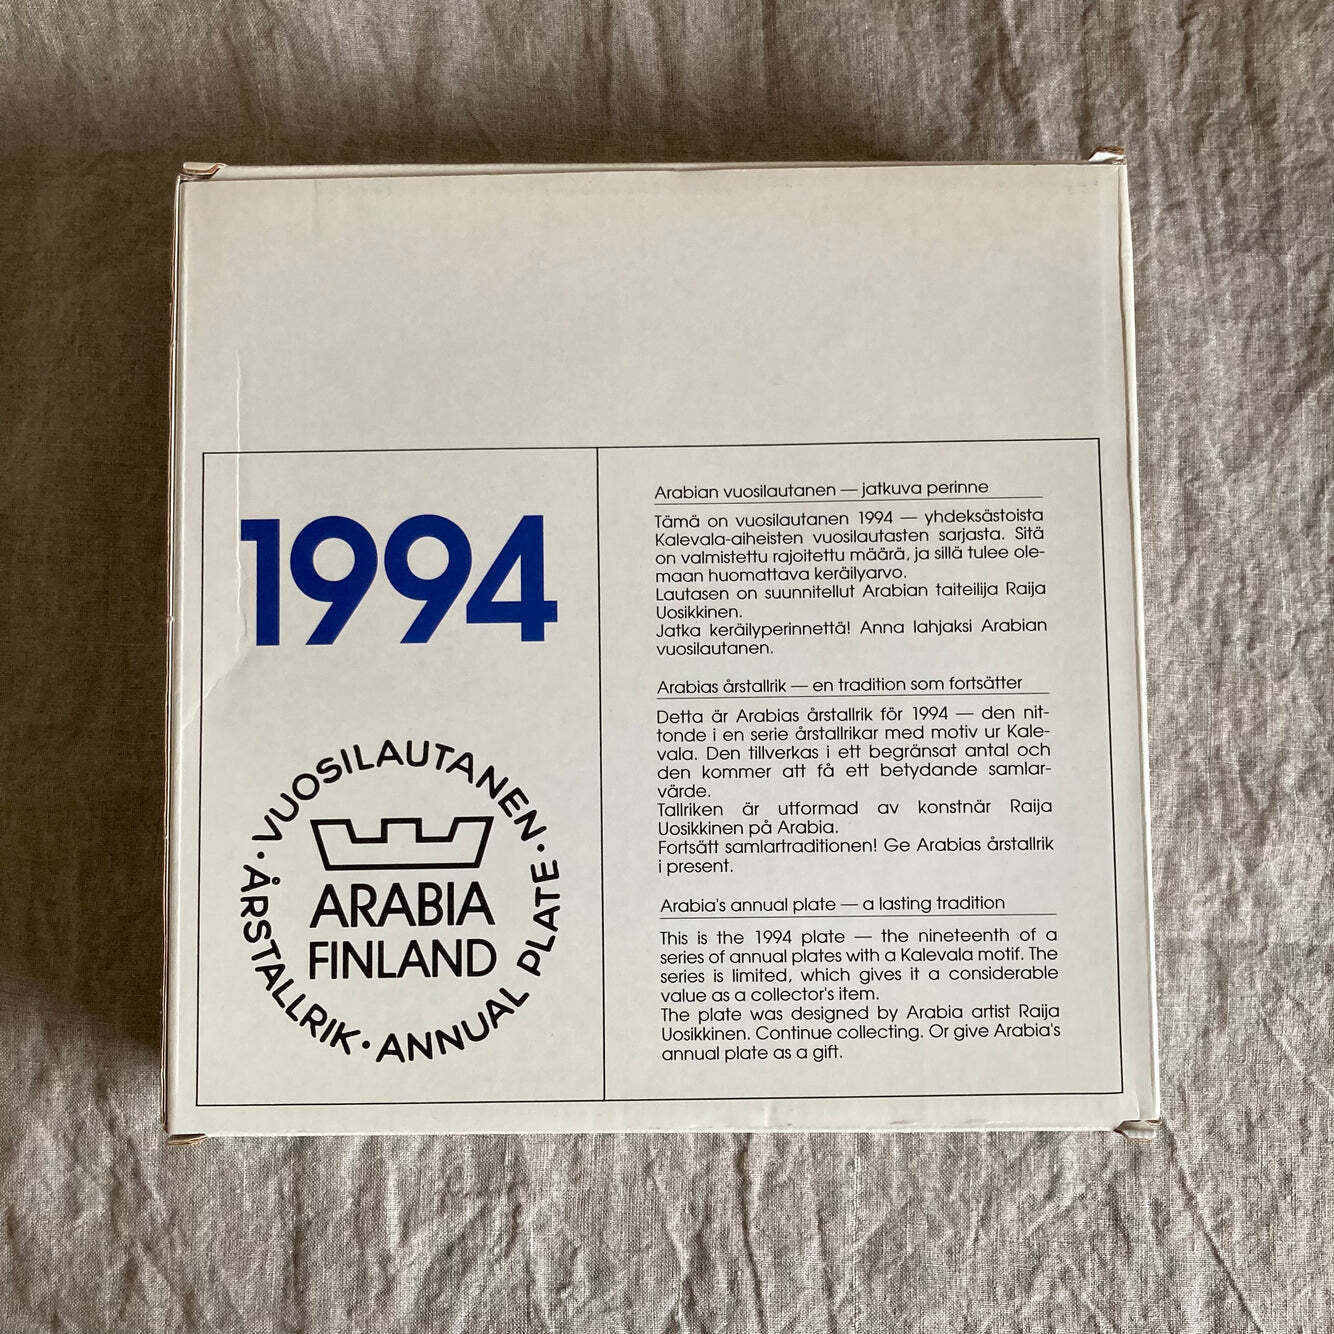 1994
VUOSILAUTANEN · ANNUAL PLATE · ÅRSTALLRIK ·
ARABIA
FINLAND
Arabian vuosilautanen — jatkuva perinne
Tämä on vuosilautanen 1994 — yhdeksästoista
Kalevala-aiheisten vuosilautasten sarjasta. Sitä
on valmistettu rajoitettu määrä, ja sillä tulee ole-
maan huomattava keräilyarvo.
Lautasen on suunnitellut Arabian taiteilija Raija
Uosikkinen.
Jatka keräilyperinnettä! Anna lahjaksi Arabian
vuosilautanen.
Arabias årstallrik — en tradition som fortsätter
Detta är Arabias årstallrik för 1994 — den nit-
tonde i en serie årstallrikar med motiv ur Kale-
vala. Den tillverkas i ett begränsat antal och
den kommer att få ett betydande samlar-
värde.
Tallriken är utformad av konstnär Raija
Uosikkinen på Arabia.
Fortsätt samlartraditionen! Ge Arabias årstallrik
i present.
Arabia's annual plate — a lasting tradition
This is the 1994 plate — the nineteenth of a
series of annual plates with a Kalevala motif. The
series is limited, which gives it a considerable
value as a collector's item.
The plate was designed by Arabia artist Raija
Uosikkinen. Continue collecting. Or give Arabia's
annual plate as a gift.